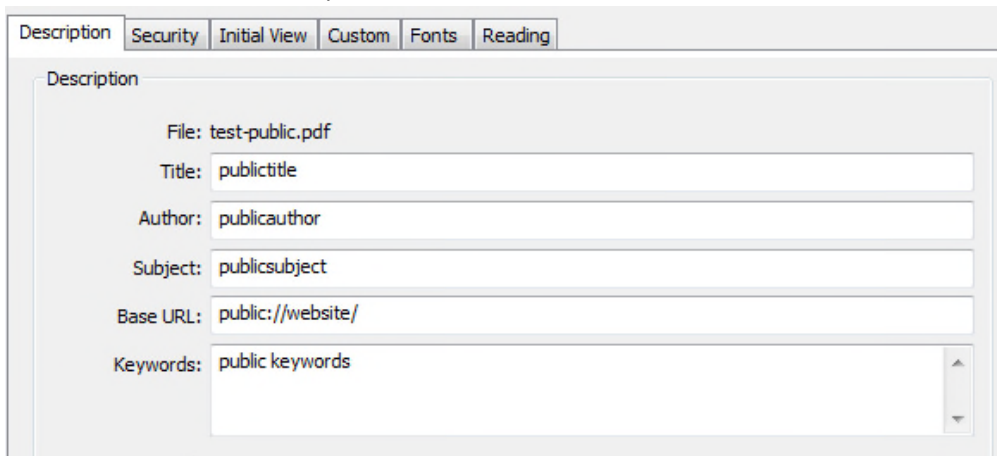 Description Security Initial View Custom Fonts Reading
Description
File: test-public.pdf
Title: publictitle
Author: publicauthor
Subject: publicsubject
Base URL: public://website/
Keywords: public keywords